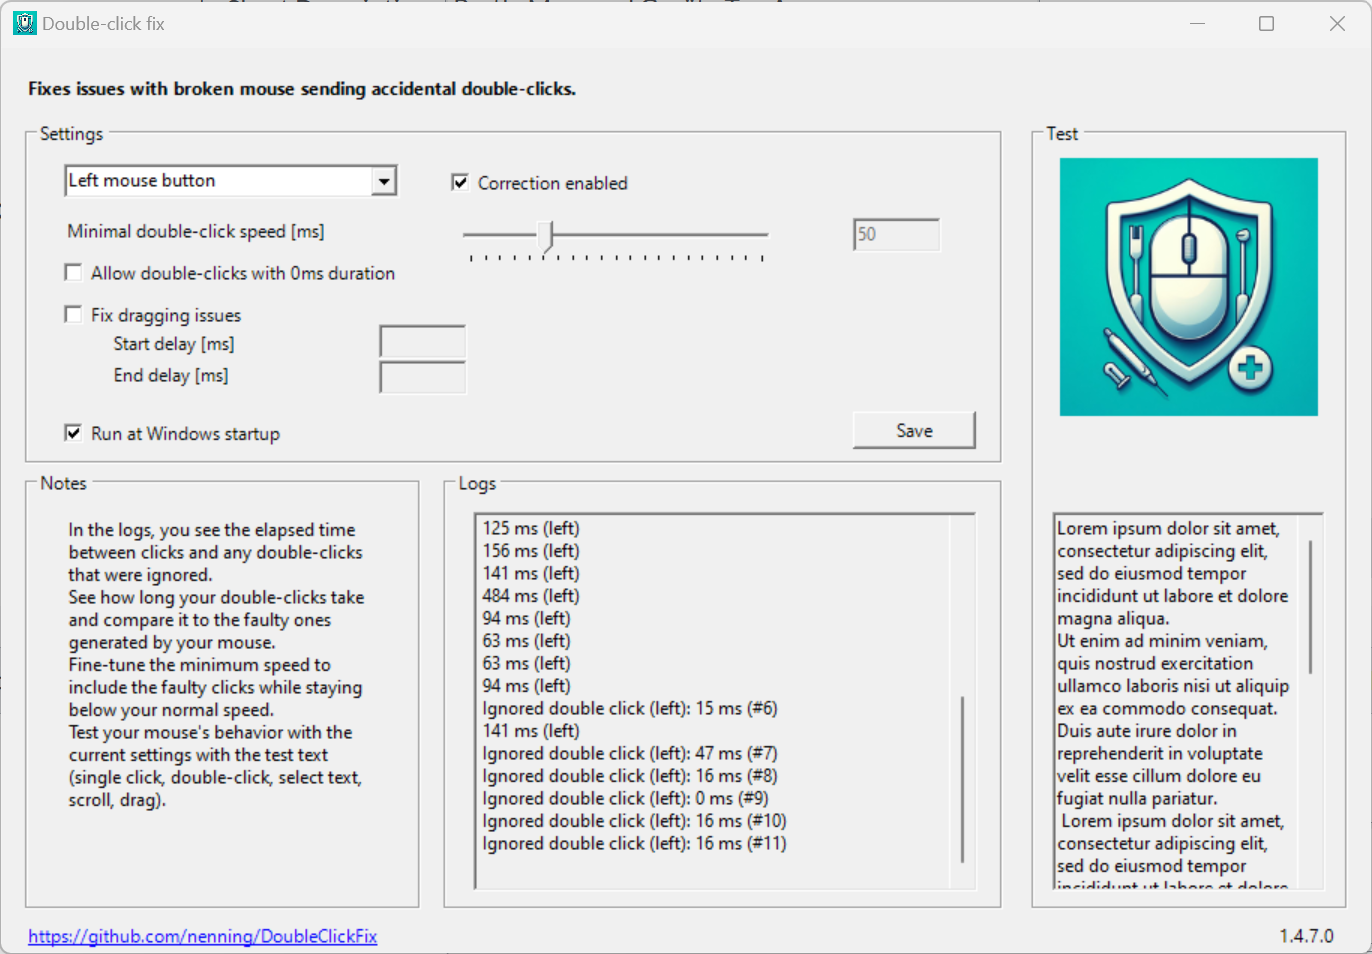 Double-click fix
Fixes issues with broken mouse sending accidental double-clicks.
Settings
Left mouse button
Correction enabled
Minimal double-click speed [ms]
50
Allow double-clicks with 0ms duration
Fix dragging issues
Start delay [ms]
End delay [ms]
Run at Windows startup
Save
Notes
In the logs, you see the elapsed time
between clicks and any double-clicks
that were ignored.
See how long your double-clicks take
and compare it to the faulty ones
generated by your mouse.
Fine-tune the minimum speed to
include the faulty clicks while staying
below your normal speed.
Test your mouse's behavior with the
current settings with the test text
(single click, double-click, select text,
scroll, drag).
Logs
125 ms (left)
156 ms (left)
141 ms (left)
484 ms (left)
94 ms (left)
63 ms (left)
63 ms (left)
94 ms (left)
Ignored double click (left): 15 ms (#6)
141 ms (left)
Ignored double click (left): 47 ms (#7)
Ignored double click (left): 16 ms (#8)
Ignored double click (left): 0 ms (#9)
Ignored double click (left): 16 ms (#10)
Ignored double click (left): 16 ms (#11)
Test
Lorem ipsum dolor sit amet,
consectetur adipiscing elit,
sed do eiusmod tempor
incididunt ut labore et dolore
magna aliqua.
Ut enim ad minim veniam,
quis nostrud exercitation
ullamco laboris nisi ut aliquip
ex ea commodo consequat.
Duis aute irure dolor in
reprehenderit in voluptate
velit esse cillum dolore eu
fugiat nulla pariatur.
Lorem ipsum dolor sit amet,
consectetur adipiscing elit,
sed do eiusmod tempor
incididunt ut labore et dolore
https://github.com/nenning/DoubleClickFix
1.4.7.0